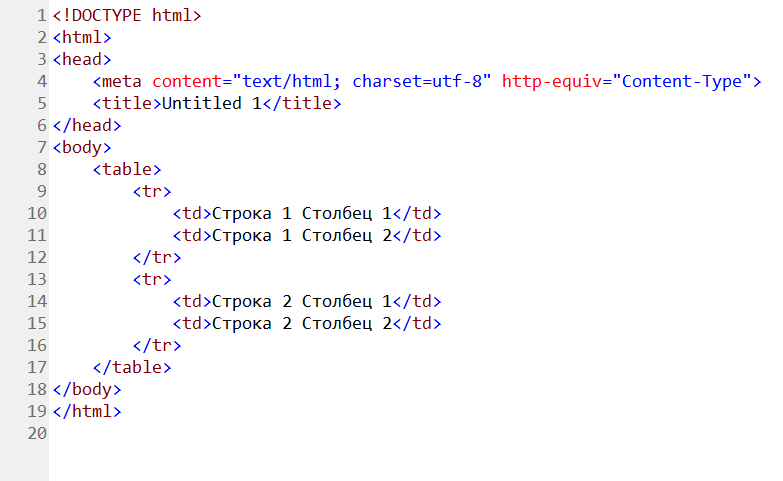 1 <!DOCTYPE html>
2 <html>
3 <head>
4     <meta content="text/html; charset=utf-8" http-equiv="Content-Type">
5     <title>Untitled 1</title>
6 </head>
7 <body>
8     <table>
9         <tr>
10             <td>Строка 1 Столбец 1</td>
11             <td>Строка 1 Столбец 2</td>
12         </tr>
13         <tr>
14             <td>Строка 2 Столбец 1</td>
15             <td>Строка 2 Столбец 2</td>
16         </tr>
17     </table>
18 </body>
19 </html>
20